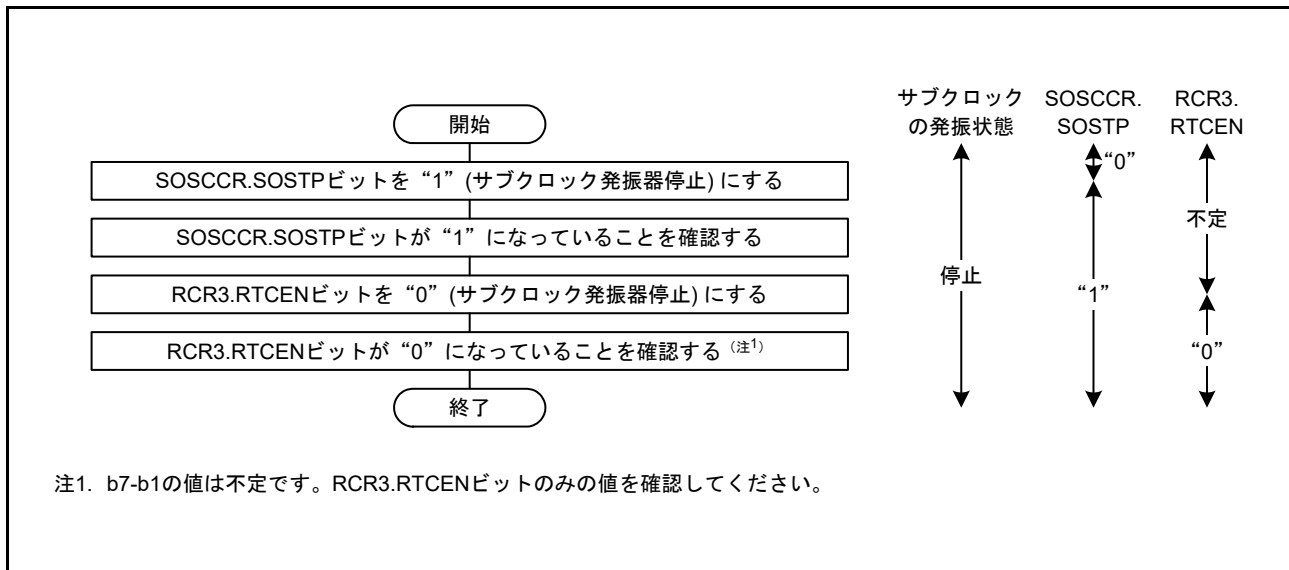 開始
SOSCCR.SOSTPビットを“1” (サブクロック発振器停止) にする
SOSCCR.SOSTPビットが“1”になっていることを確認する
RCR3.RTCENビットを“0” (サブクロック発振器停止) にする
RCR3.RTCENビットが“0”になっていることを確認する (注1)
終了
サブクロック
の発振状態
停止
SOSCCR.
SOSTP
“0”
“1”
RCR3.
RTCEN
不定
“0”
注1. b7-b1の値は不定です。RCR3.RTCENビットのみの値を確認してください。